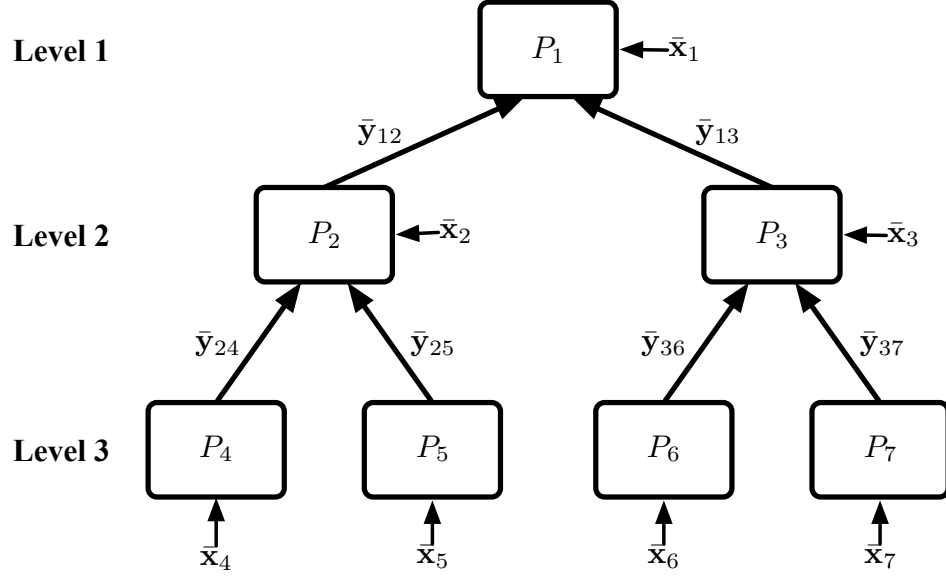 Level 1 P₁ x̄₁
ȳ₁₂ ȳ₁₃
Level 2 P₂ x̄₂ P₃ x̄₃
ȳ₂₄ ȳ₂₅ ȳ₃₆ ȳ₃₇
Level 3 P₄ P₅ P₆ P₇
x̄₄ x̄₅ x̄₆ x̄₇